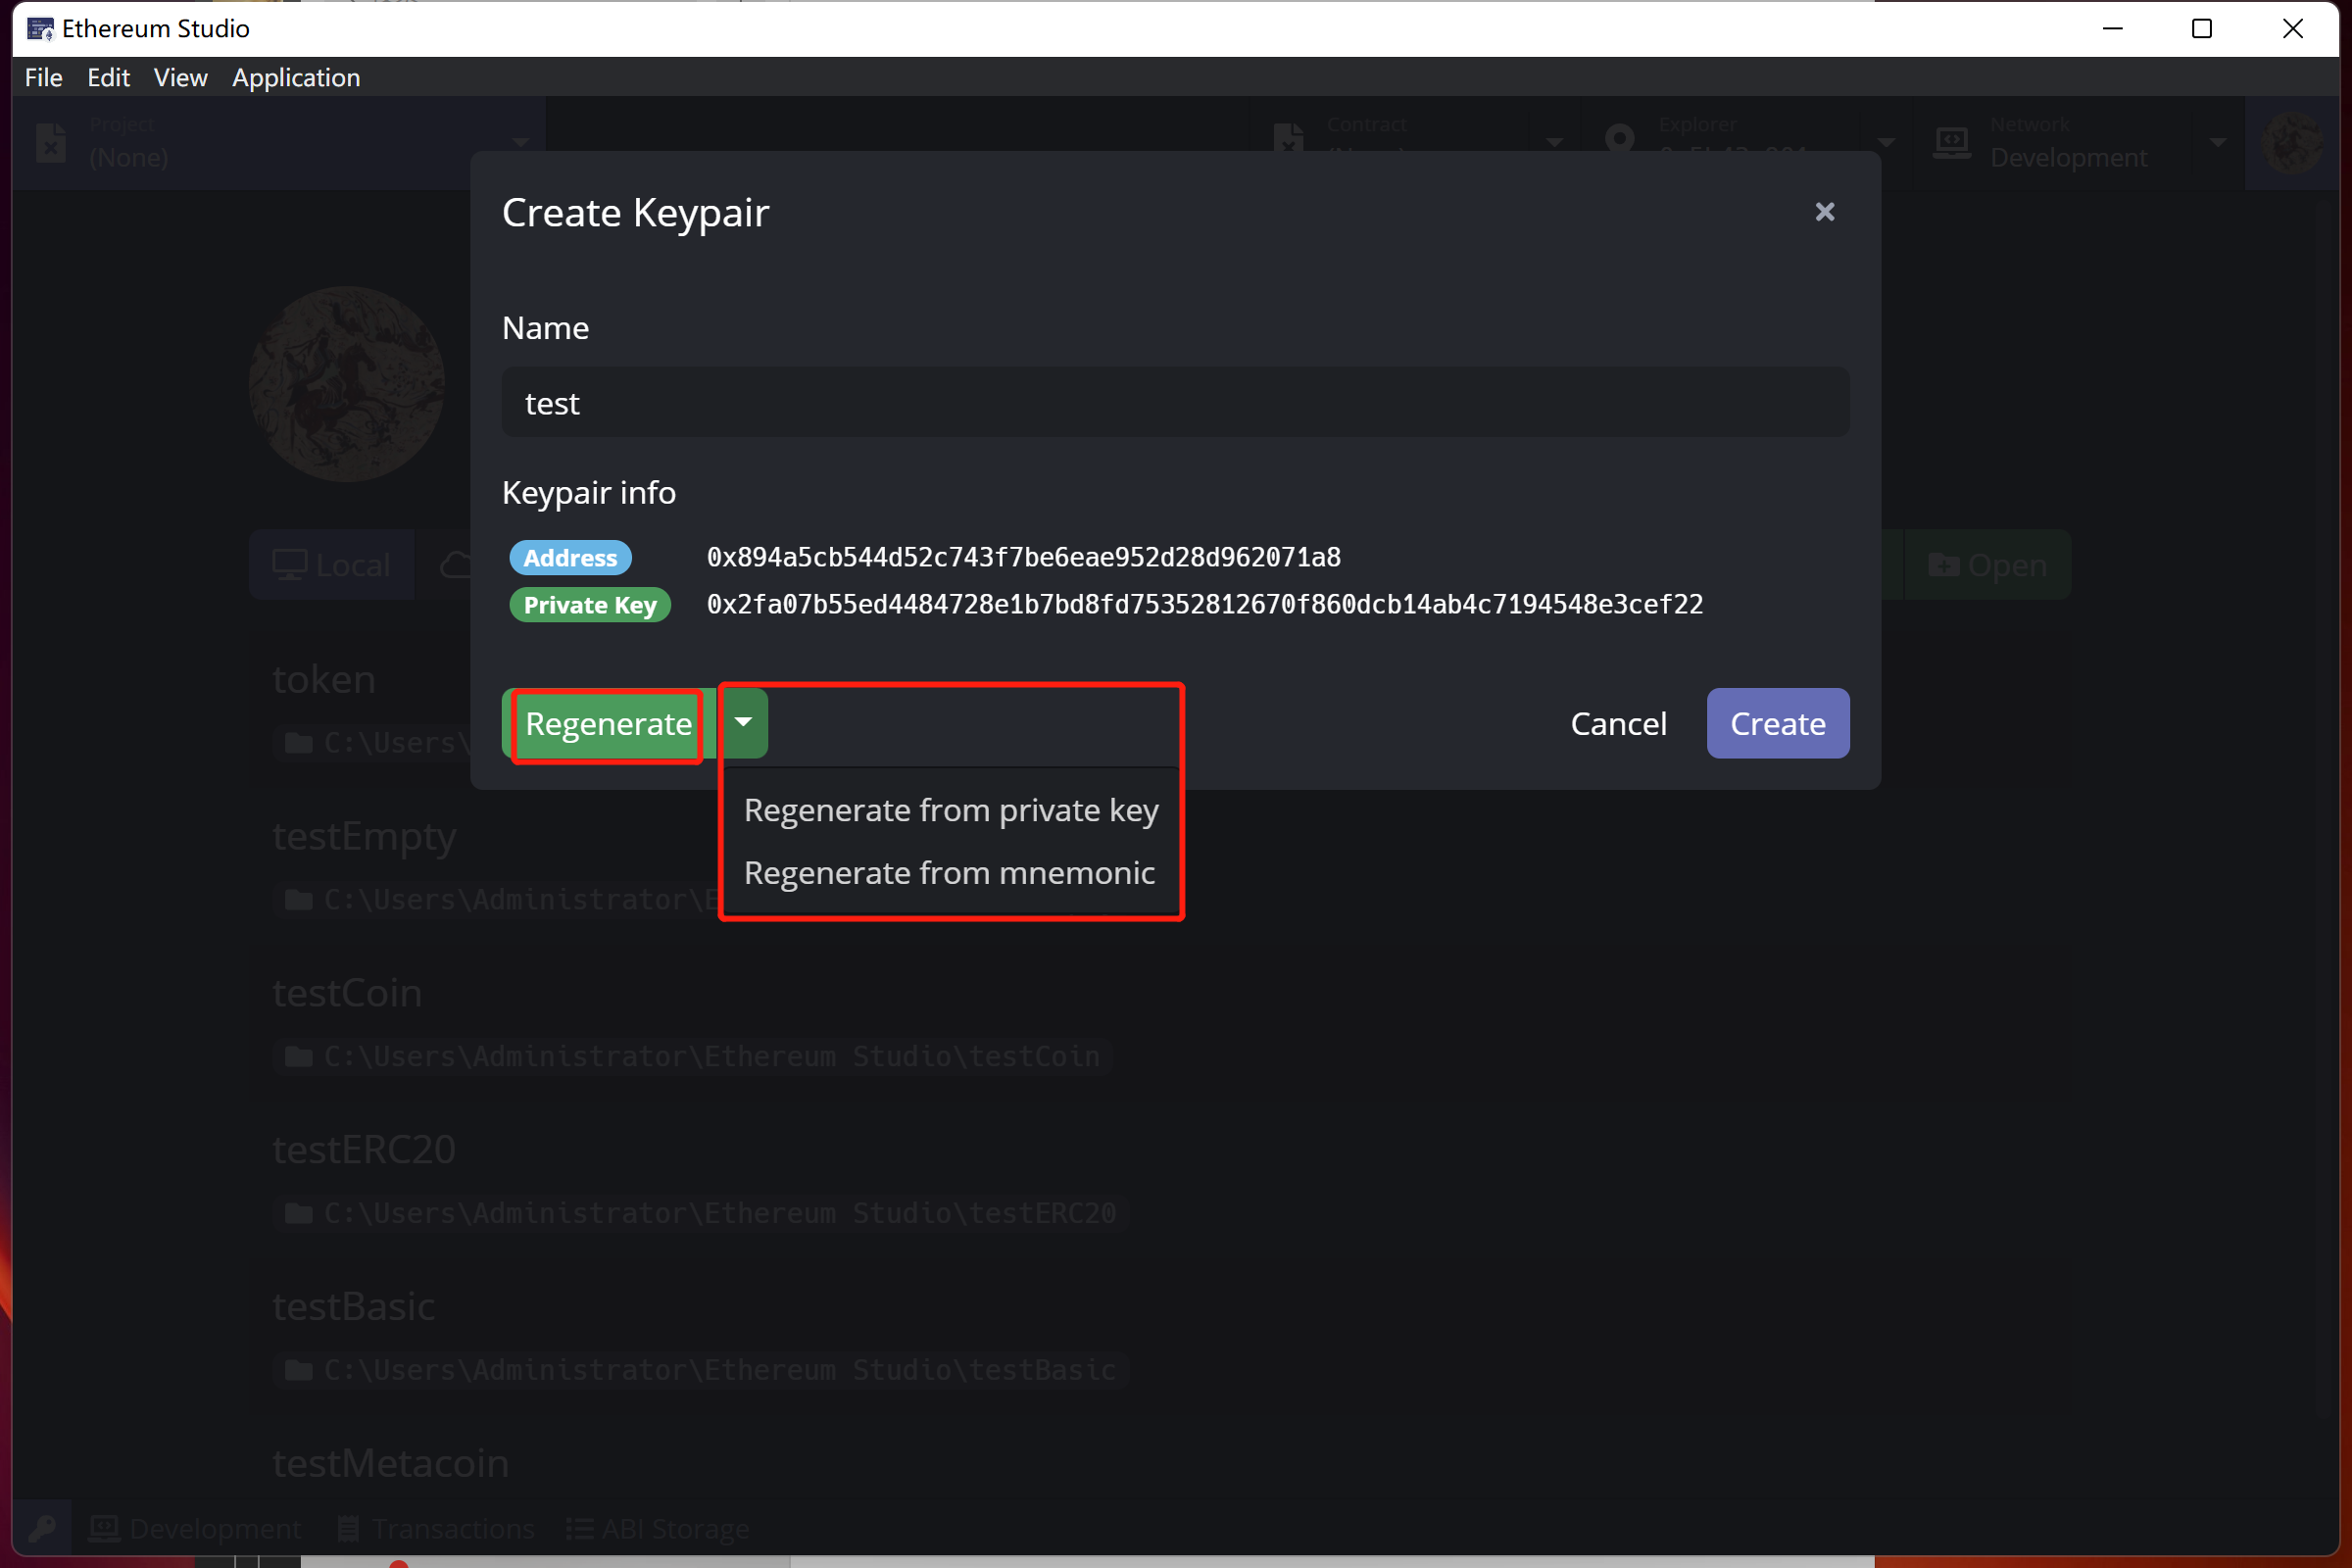 Ethereum Studio
File Edit View Application
Project
(None)
Contract
Explorer
Network
Development
Create Keypair
Name
test
Keypair info
Address 0x894a5cb544d52c743f7be6eae952d28d962071a8
Private Key 0x2fa07b55ed4484728e1b7bd8fd75352812670f860dcb14ab4c7194548e3cef22
Local
Open
Regenerate
Cancel Create
Regenerate from private key
Regenerate from mnemonic
token
C:\Users\
testEmpty
C:\Users\Administrator\E
testCoin
C:\Users\Administrator\Ethereum Studio\testCoin
testERC20
C:\Users\Administrator\Ethereum Studio\testERC20
testBasic
C:\Users\Administrator\Ethereum Studio\testBasic
testMetacoin
Development Transactions ABI Storage